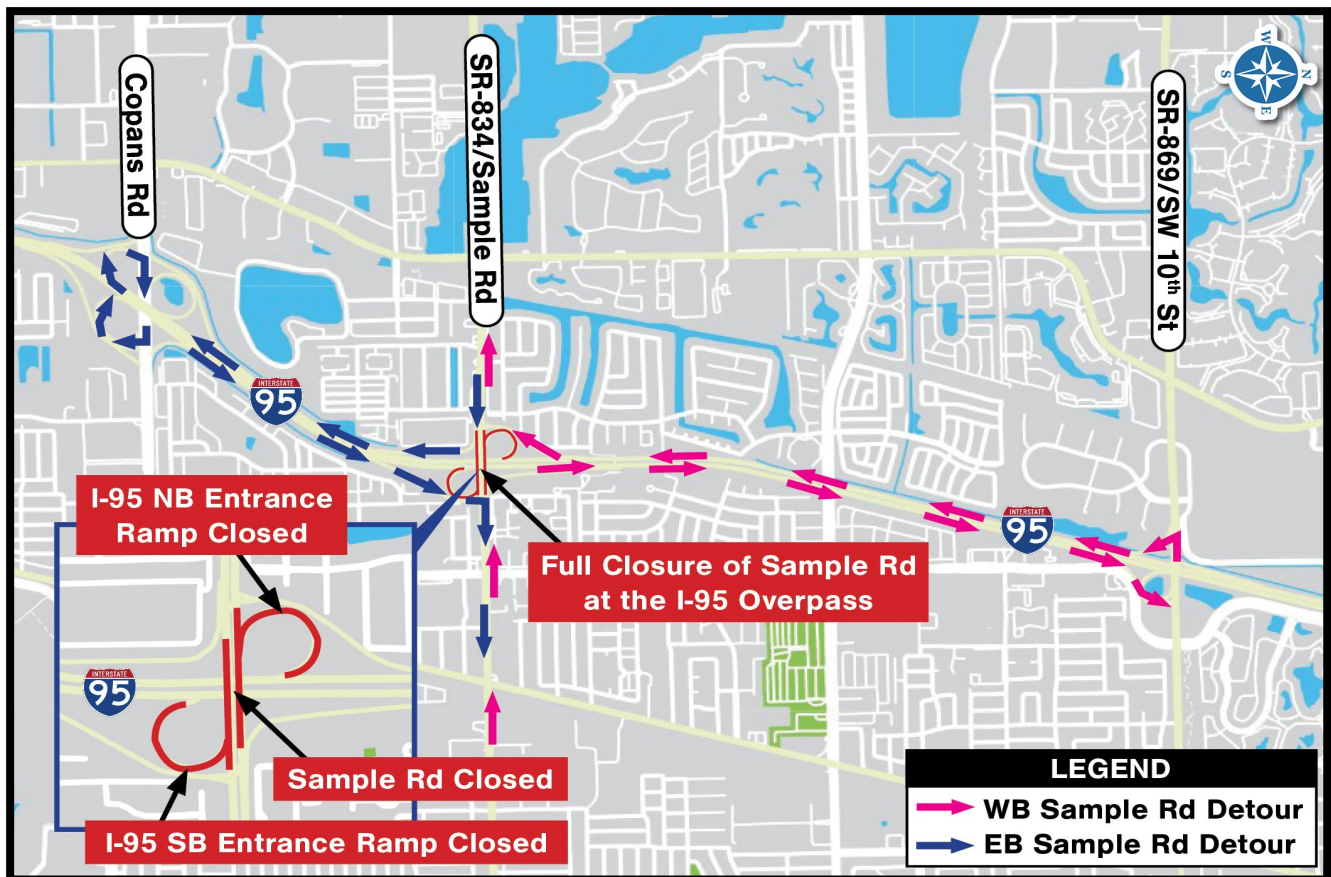 Copans Rd
SR-834/Sample Rd
SR-869/SW 10th St
W
S
N
E
INTERSTATE
95
INTERSTATE
95
I-95 NB Entrance
Ramp Closed
Full Closure of Sample Rd
at the I-95 Overpass
INTERSTATE
95
Sample Rd Closed
I-95 SB Entrance Ramp Closed
LEGEND
WB Sample Rd Detour
EB Sample Rd Detour